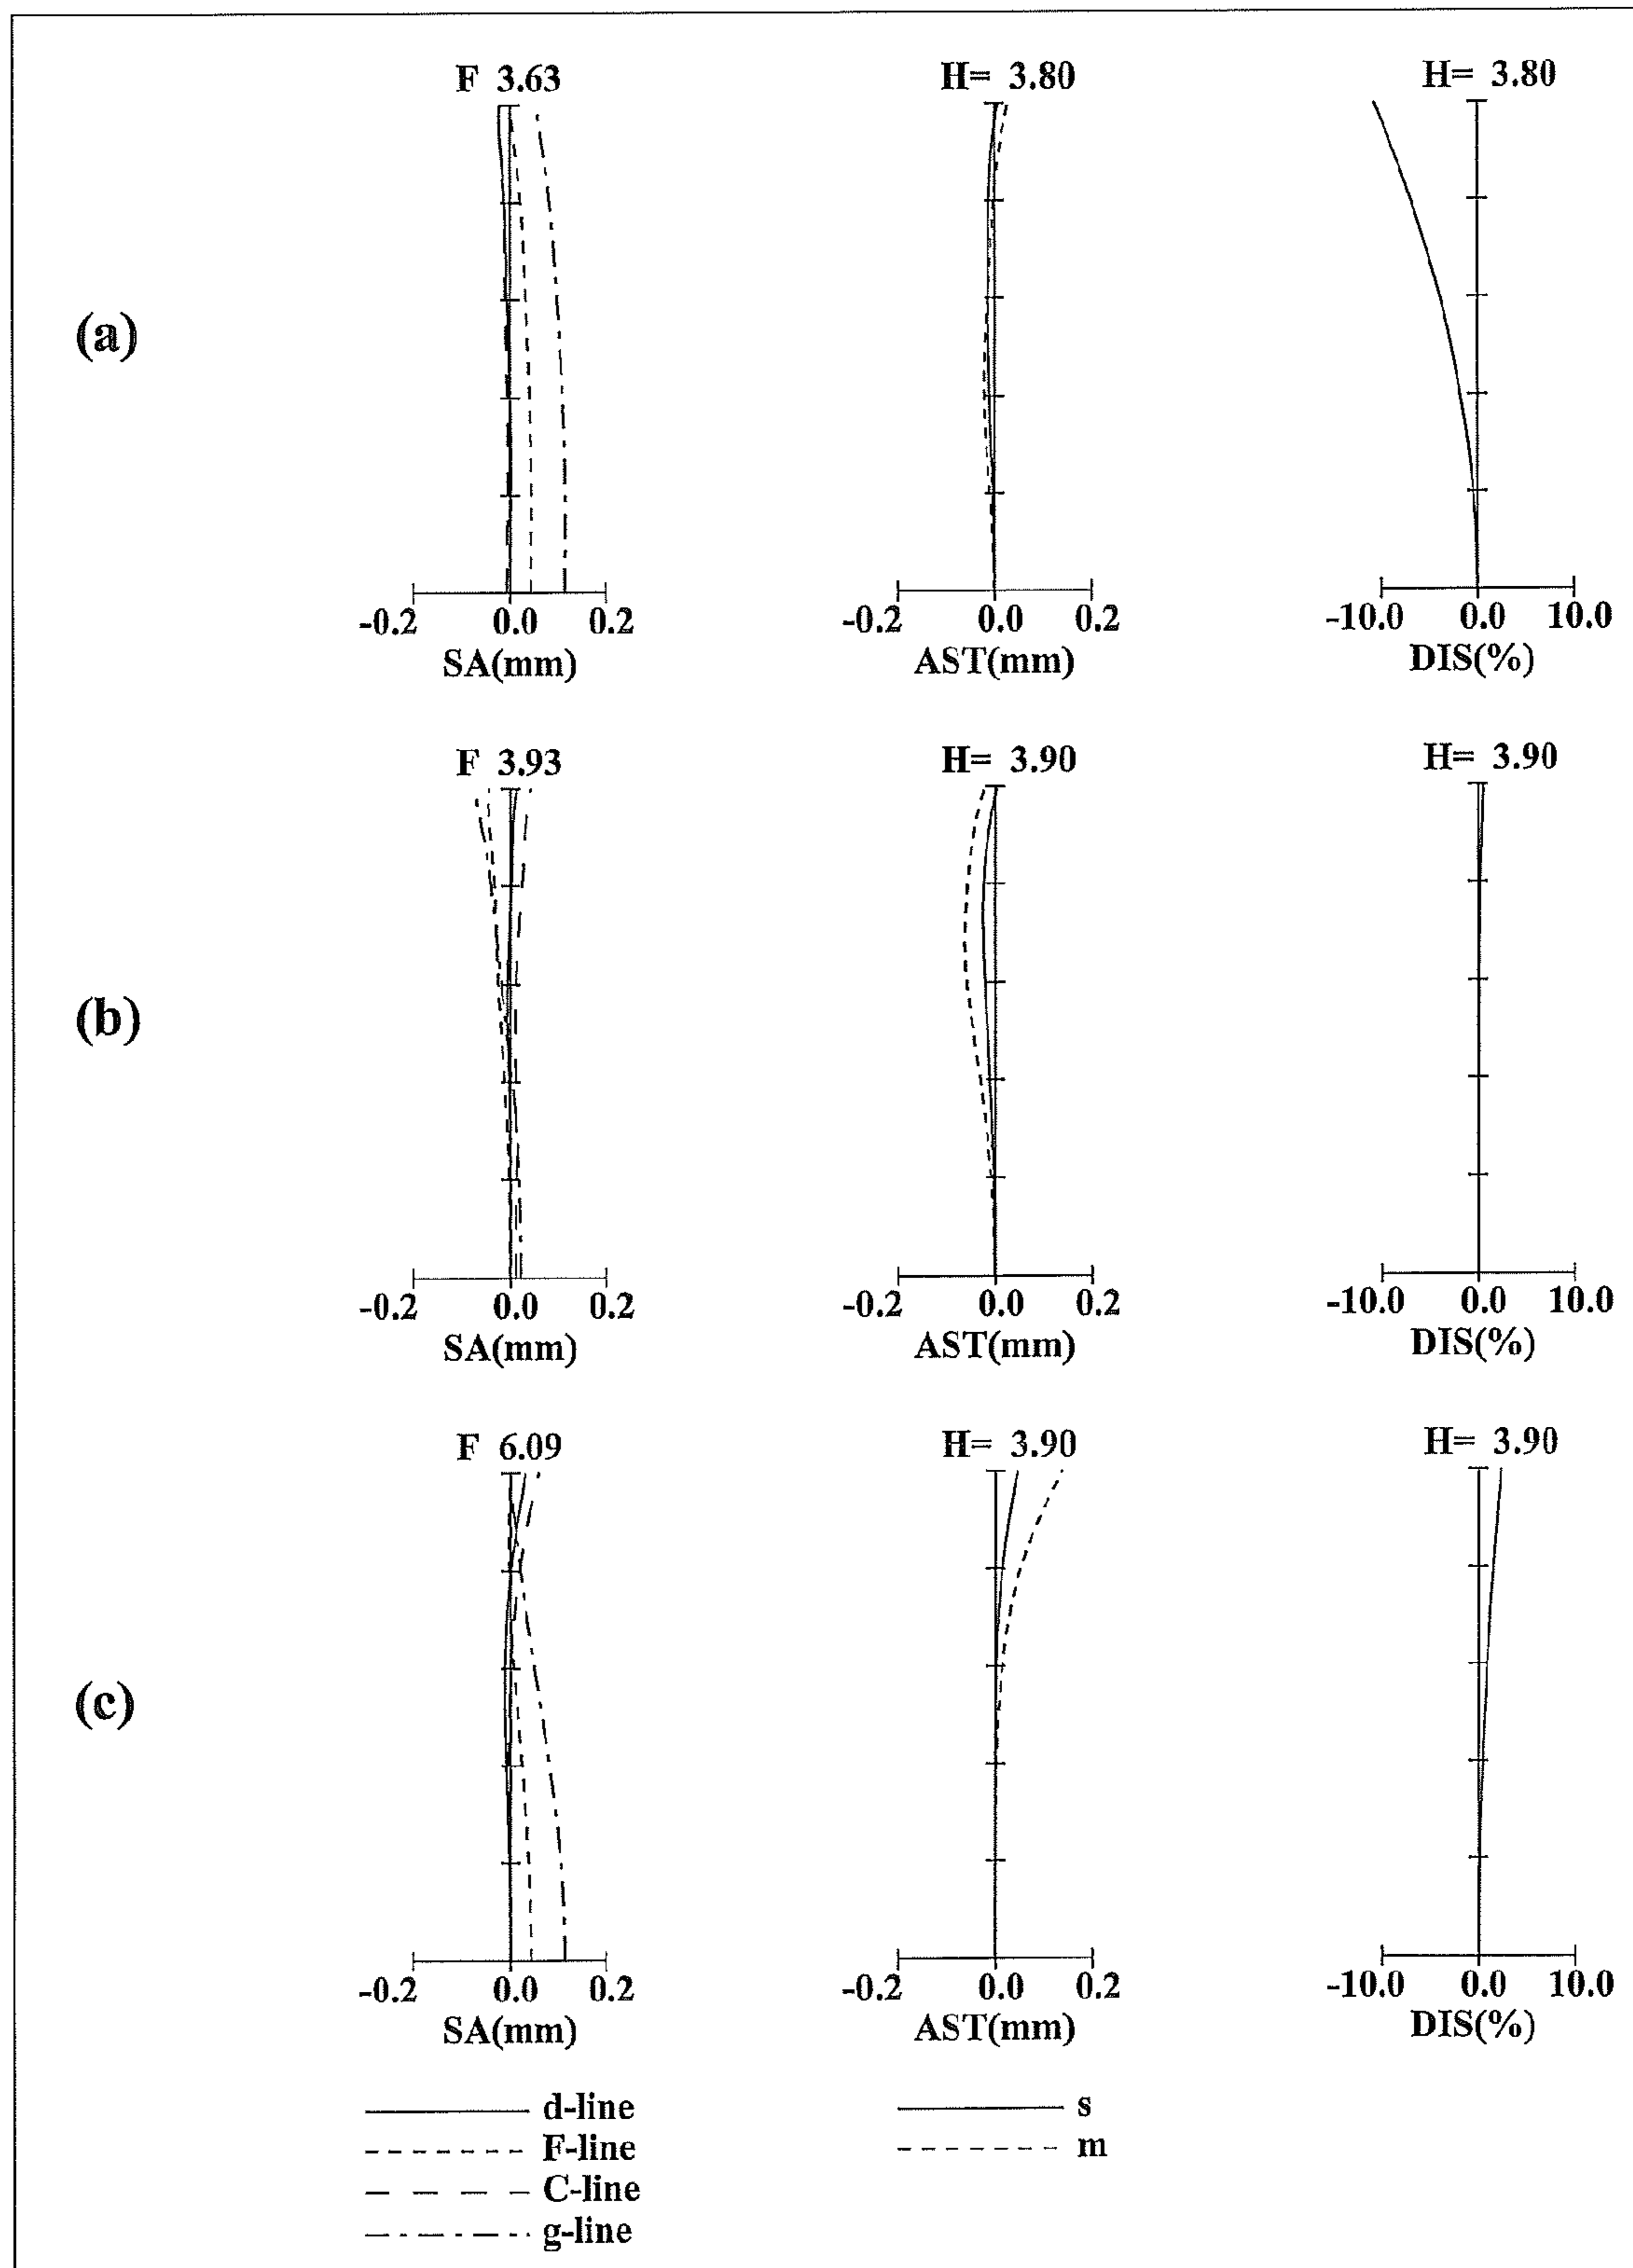 F 3.63 H= 3.80 H= 3.80
(a)
-0.2 0.0 0.2 -0.2 0.0 0.2 -10.0 0.0 10.0
SA(mm) AST(mm) DIS(%)
F 3.93 H= 3.90 H= 3.90
(b)
-0.2 0.0 0.2 -0.2 0.0 0.2 -10.0 0.0 10.0
SA(mm) AST(mm) DIS(%)
F 6.09 H= 3.90 H= 3.90
(c)
-0.2 0.0 0.2 -0.2 0.0 0.2 -10.0 0.0 10.0
SA(mm) AST(mm) DIS(%)
d-line s
F-line m
C-line
g-line